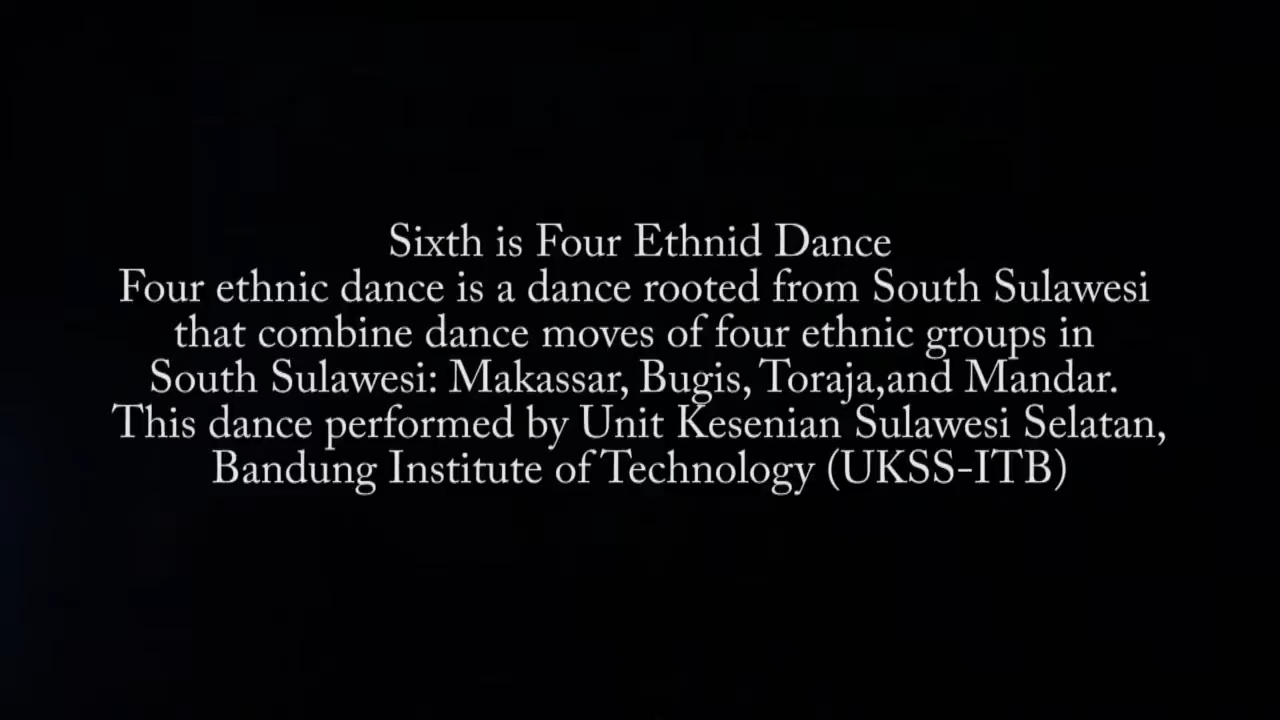 Sixth is Four Ethnid Dance
Four ethnic dance is a dance rooted from South Sulawesi
that combine dance moves of four ethnic groups in
South Sulawesi: Makassar, Bugis, Toraja,and Mandar.
This dance performed by Unit Kesenian Sulawesi Selatan,
Bandung Institute of Technology (UKSS-ITB)